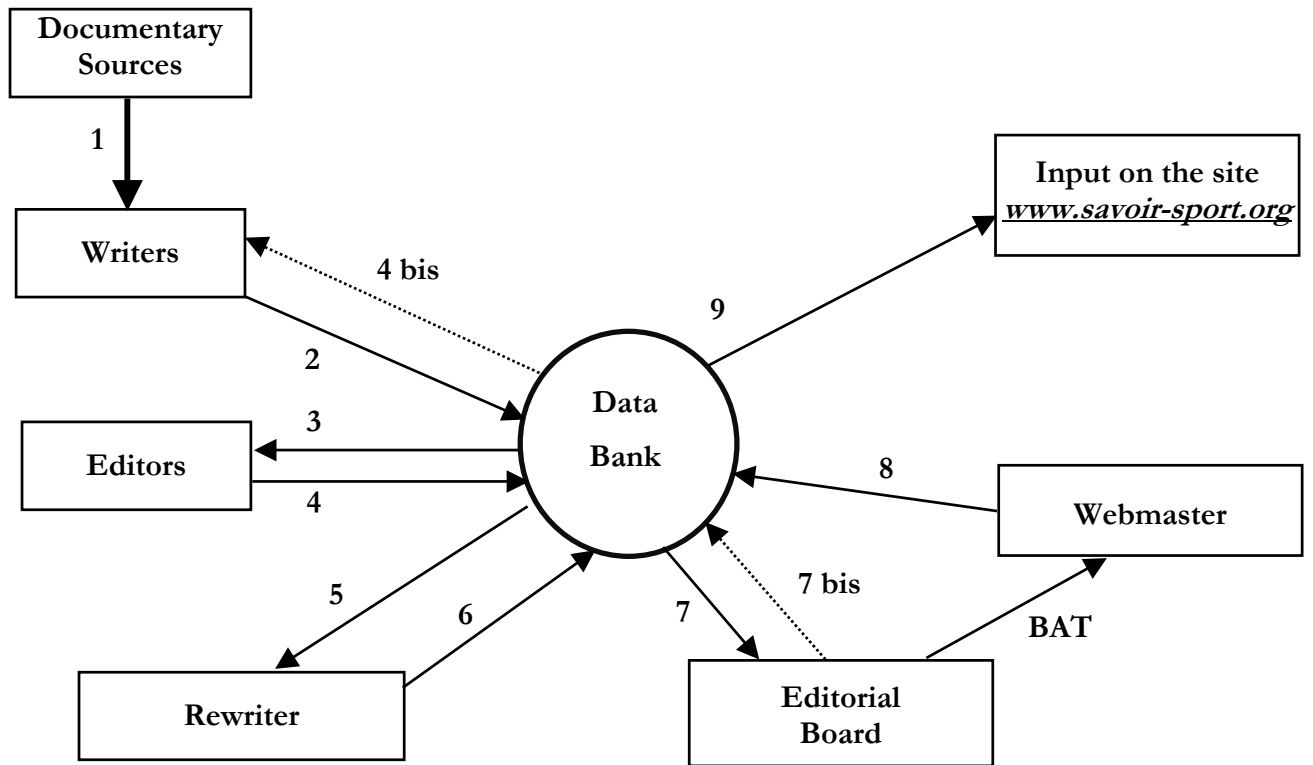 Documentary
Sources
1
Input on the site
www.savoir-sport.org
Writers
4 bis
9
2
Data
Bank
3
Editors
4
8
Webmaster
5
6
7
7 bis
BAT
Rewriter
Editorial
Board